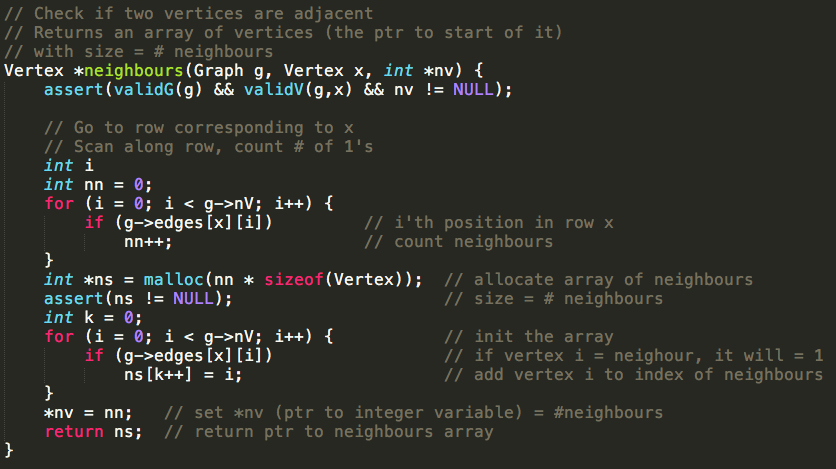 // Check if two vertices are adjacent
// Returns an array of vertices (the ptr to start of it)
// with size = # neighbours
Vertex *neighbours(Graph g, Vertex x, int *nv) {
    assert(validG(g) && validV(g,x) && nv != NULL);

    // Go to row corresponding to x
    // Scan along row, count # of 1's
    int i
    int nn = 0;
    for (i = 0; i < g->nV; i++) {
        if (g->edges[x][i])         // i'th position in row x
            nn++;                   // count neighbours
    }
    int *ns = malloc(nn * sizeof(Vertex));  // allocate array of neighbours
    assert(ns != NULL);                     // size = # neighbours
    int k = 0;
    for (i = 0; i < g->nV; i++) {           // init the array
        if (g->edges[x][i])                 // if vertex i = neighour, it will = 1
            ns[k++] = i;                    // add vertex i to index of neighbours
    }
    *nv = nn;   // set *nv (ptr to integer variable) = #neighbours
    return ns;  // return ptr to neighbours array
}